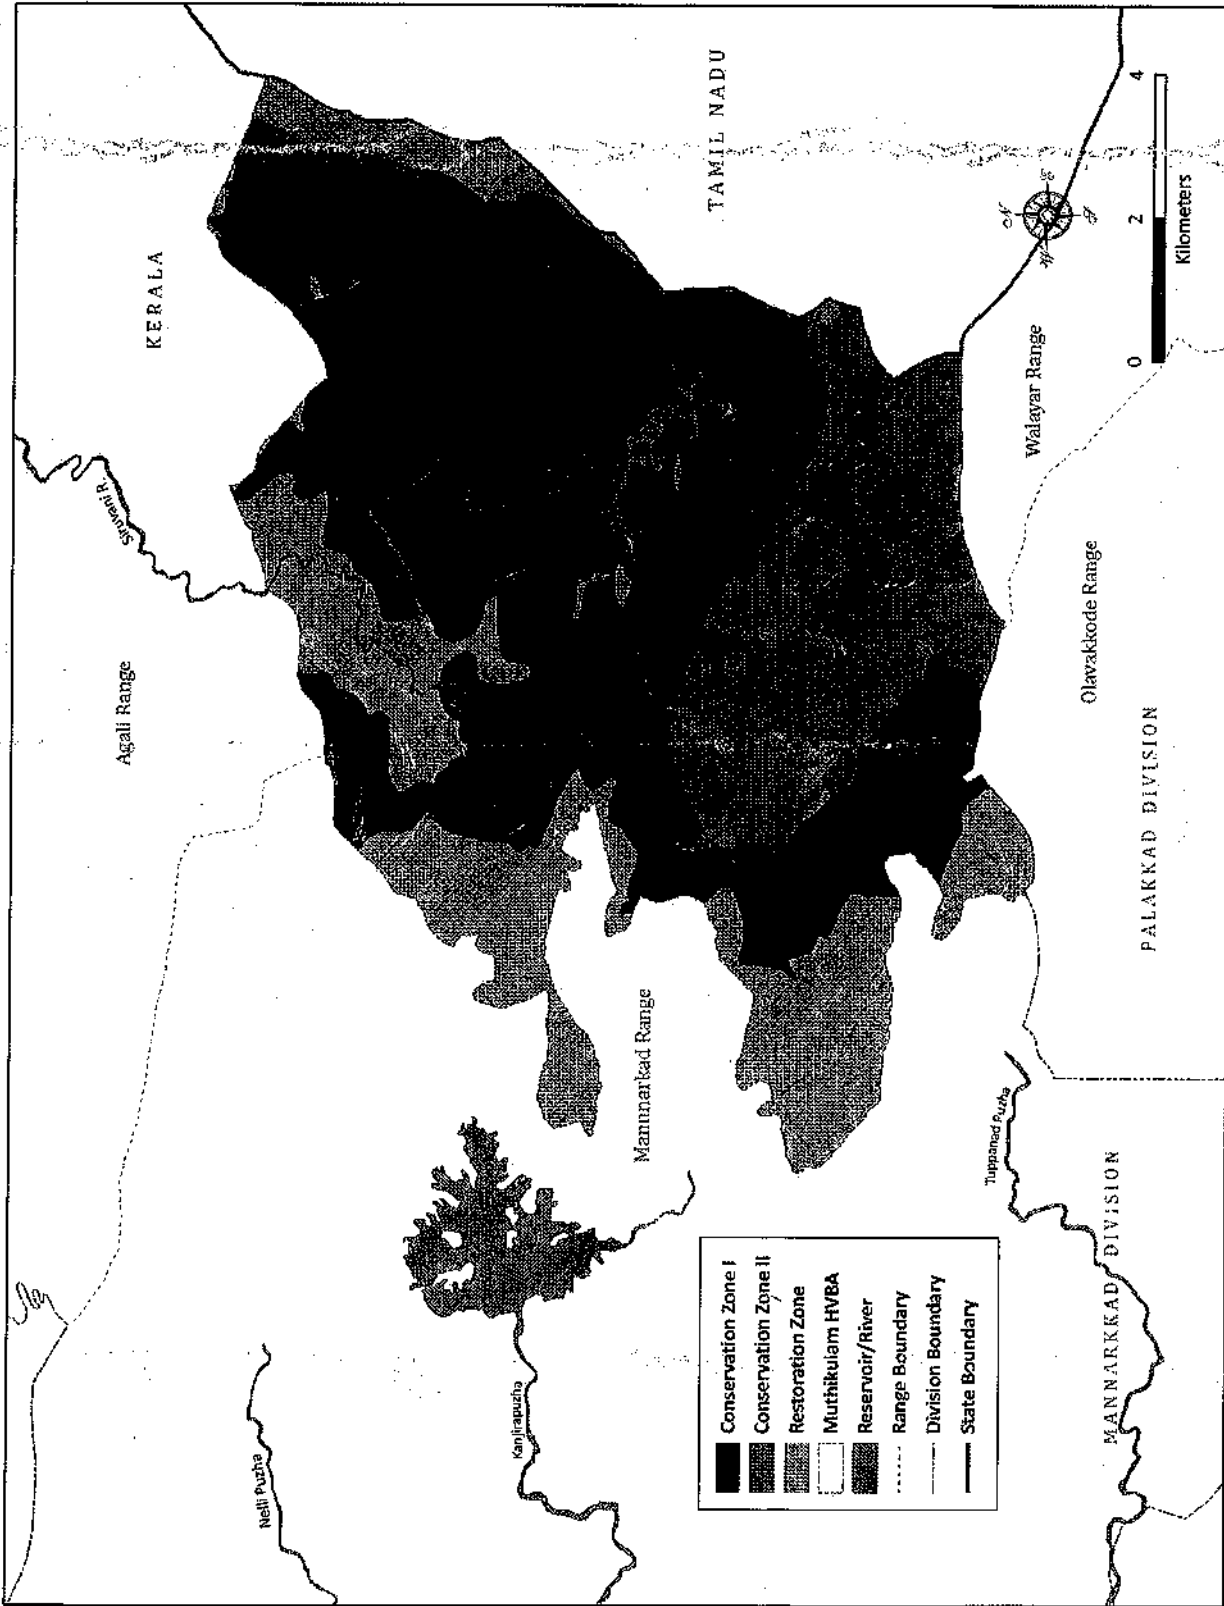 KERALA
TAMIL NADU
Siruvani R.
Agali Range
Walayar Range
Olavakkode Range
PALAKKAD DIVISION
Mannarkad Range
Tuppanad Puzha
MANNARKKAD DIVISION
Kanjirapuzha
Nelli Puzha
N
W
0 2 4
Kilometers
Conservation Zone I
Conservation Zone II
Restoration Zone
Muthikulam HVBA
Reservoir/River
Range Boundary
Division Boundary
State Boundary